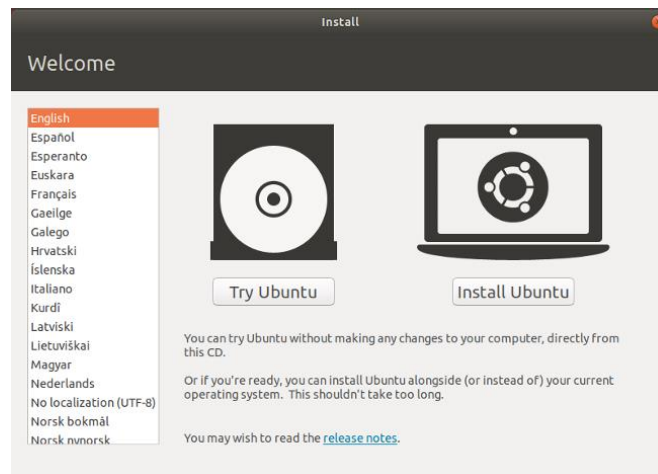 Install
Welcome
English
Español
Esperanto
Euskara
Français
Gaeilge
Galego
Hrvatski
Íslenska
Italiano
Kurdî
Latviski
Lietuviškai
Magyar
Nederlands
No localization (UTF-8)
Norsk bokmål
Norsk nynorsk
Try Ubuntu
Install Ubuntu
You can try Ubuntu without making any changes to your computer, directly from
this CD.
Or if you're ready, you can install Ubuntu alongside (or instead of) your current
operating system. This shouldn't take too long.
You may wish to read the release notes.